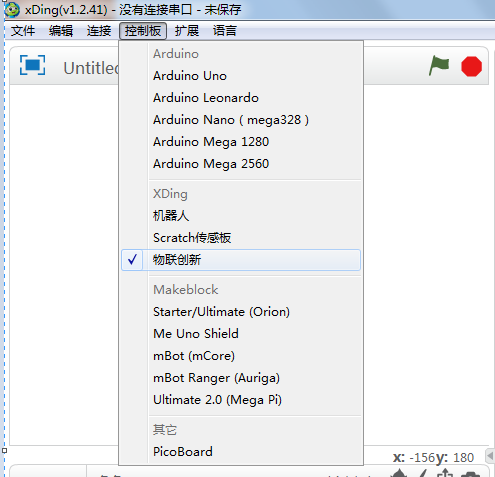 xDing(v1.2.41) - 没有连接串口 - 未保存
文件 编辑 连接 控制板 扩展 语言
Untitled
Arduino
Arduino Uno
Arduino Leonardo
Arduino Nano ( mega328 )
Arduino Mega 1280
Arduino Mega 2560
XDing
机器人
Scratch传感板
物联创新
Makeblock
Starter/Ultimate (Orion)
Me Uno Shield
mBot (mCore)
mBot Ranger (Auriga)
Ultimate 2.0 (Mega Pi)
其它
PicoBoard
x: -156 y: 180